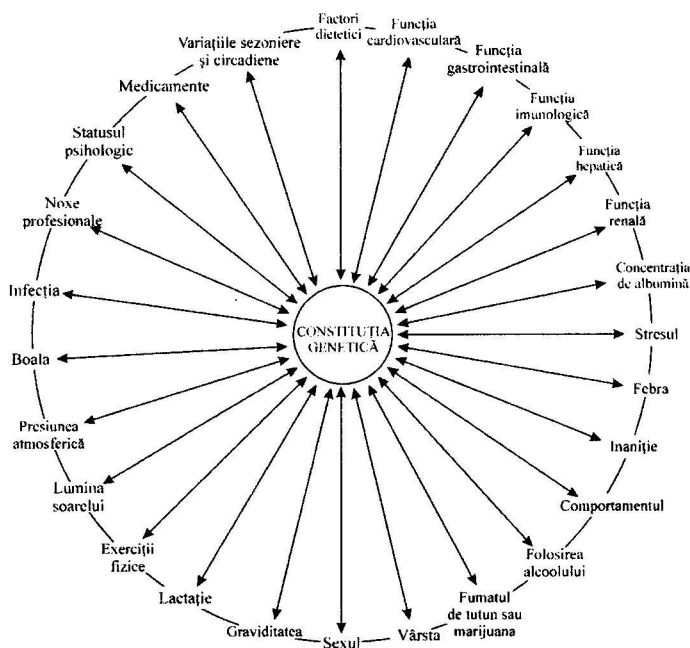 Factori
dietetici
Funcția
cardiovasculară
Funcția
gastrointestinală
Funcția
imunologică
Funcția
hepatică
Funcția
renală
Concentrația
de albumină
Stresul
Febra
Inaniție
Comportamentul
Folosirea
alcoolului
Fumatul
de tutun sau
marijuana
Vârsta
Sexul
Graviditatea
Lactație
Exerciții
fizice
Lumina
soarelui
Presiunea
atmosferică
Boala
Infecția
Noxe
profesionale
Statusul
psihologic
Medicamente
Variațiile sezoniere
și circadiene
CONSTITUȚIA
GENETICĂ